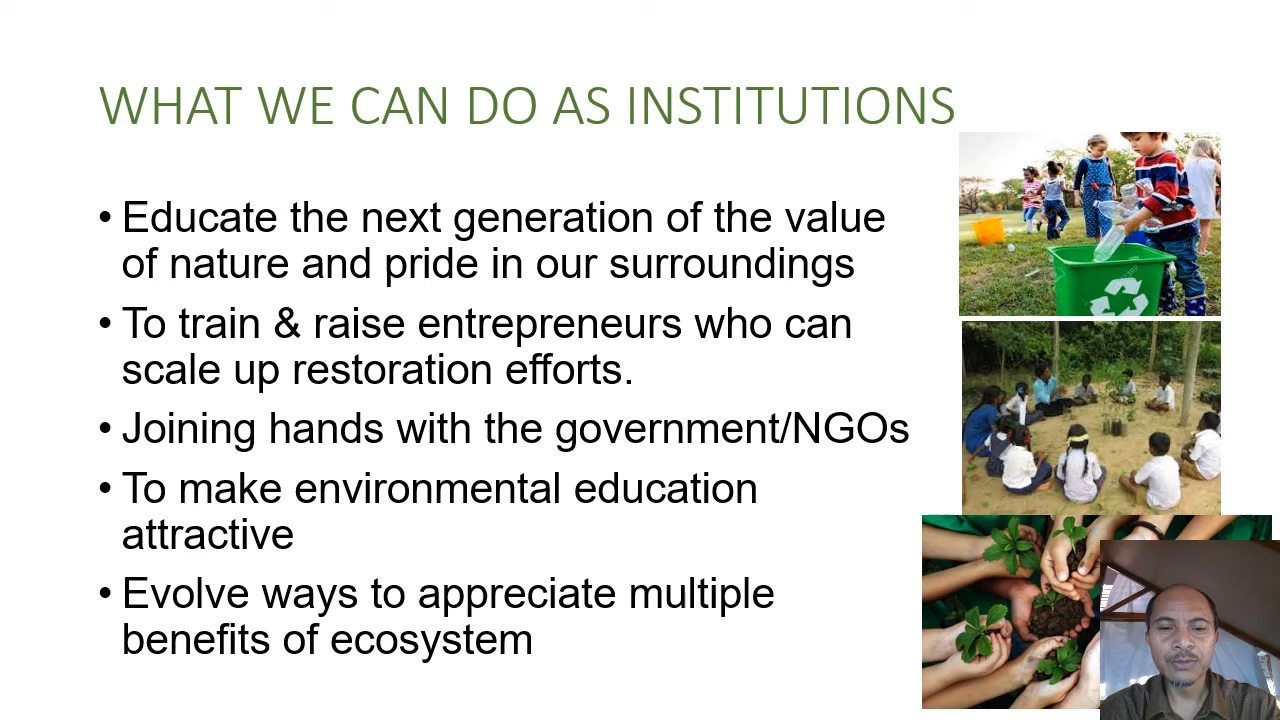 WHAT WE CAN DO AS INSTITUTIONS
• Educate the next generation of the value
of nature and pride in our surroundings
• To train & raise entrepreneurs who can
scale up restoration efforts.
• Joining hands with the government/NGOs
• To make environmental education
attractive
• Evolve ways to appreciate multiple
benefits of ecosystem